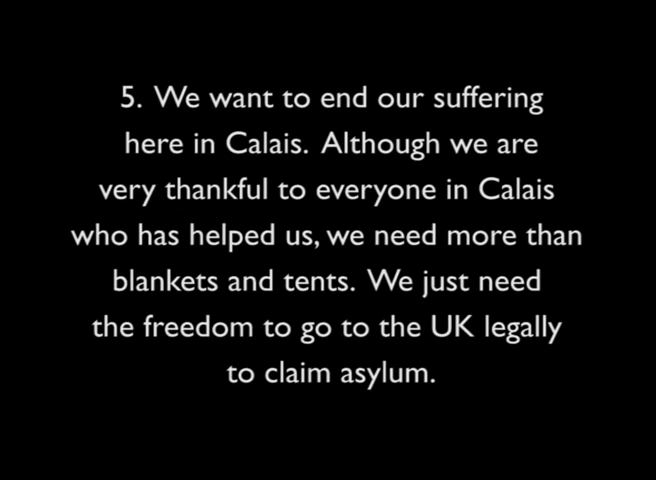 5. We want to end our suffering
here in Calais. Although we are
very thankful to everyone in Calais
who has helped us, we need more than
blankets and tents. We just need
the freedom to go to the UK legally
to claim asylum.